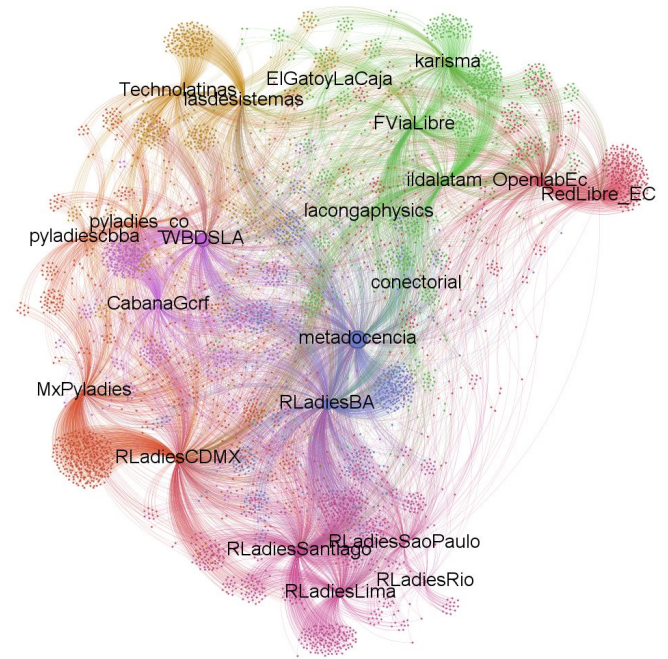 karisma
ElGatoyLaCaja
Technolatinas
lasdesistemas
FViaLibre
ildalatam
OpenlabEc
RedLibre_EC
lacongaphysics
pyladies_co
pyladiescbba
WBDSLA
conectorial
CabanaGcrf
metadocencia
MxPyladies
RLadiesBA
RLadiesCDMX
RLadiesSaoPaulo
RLadiesSantiago
RLadiesRio
RLadiesLima